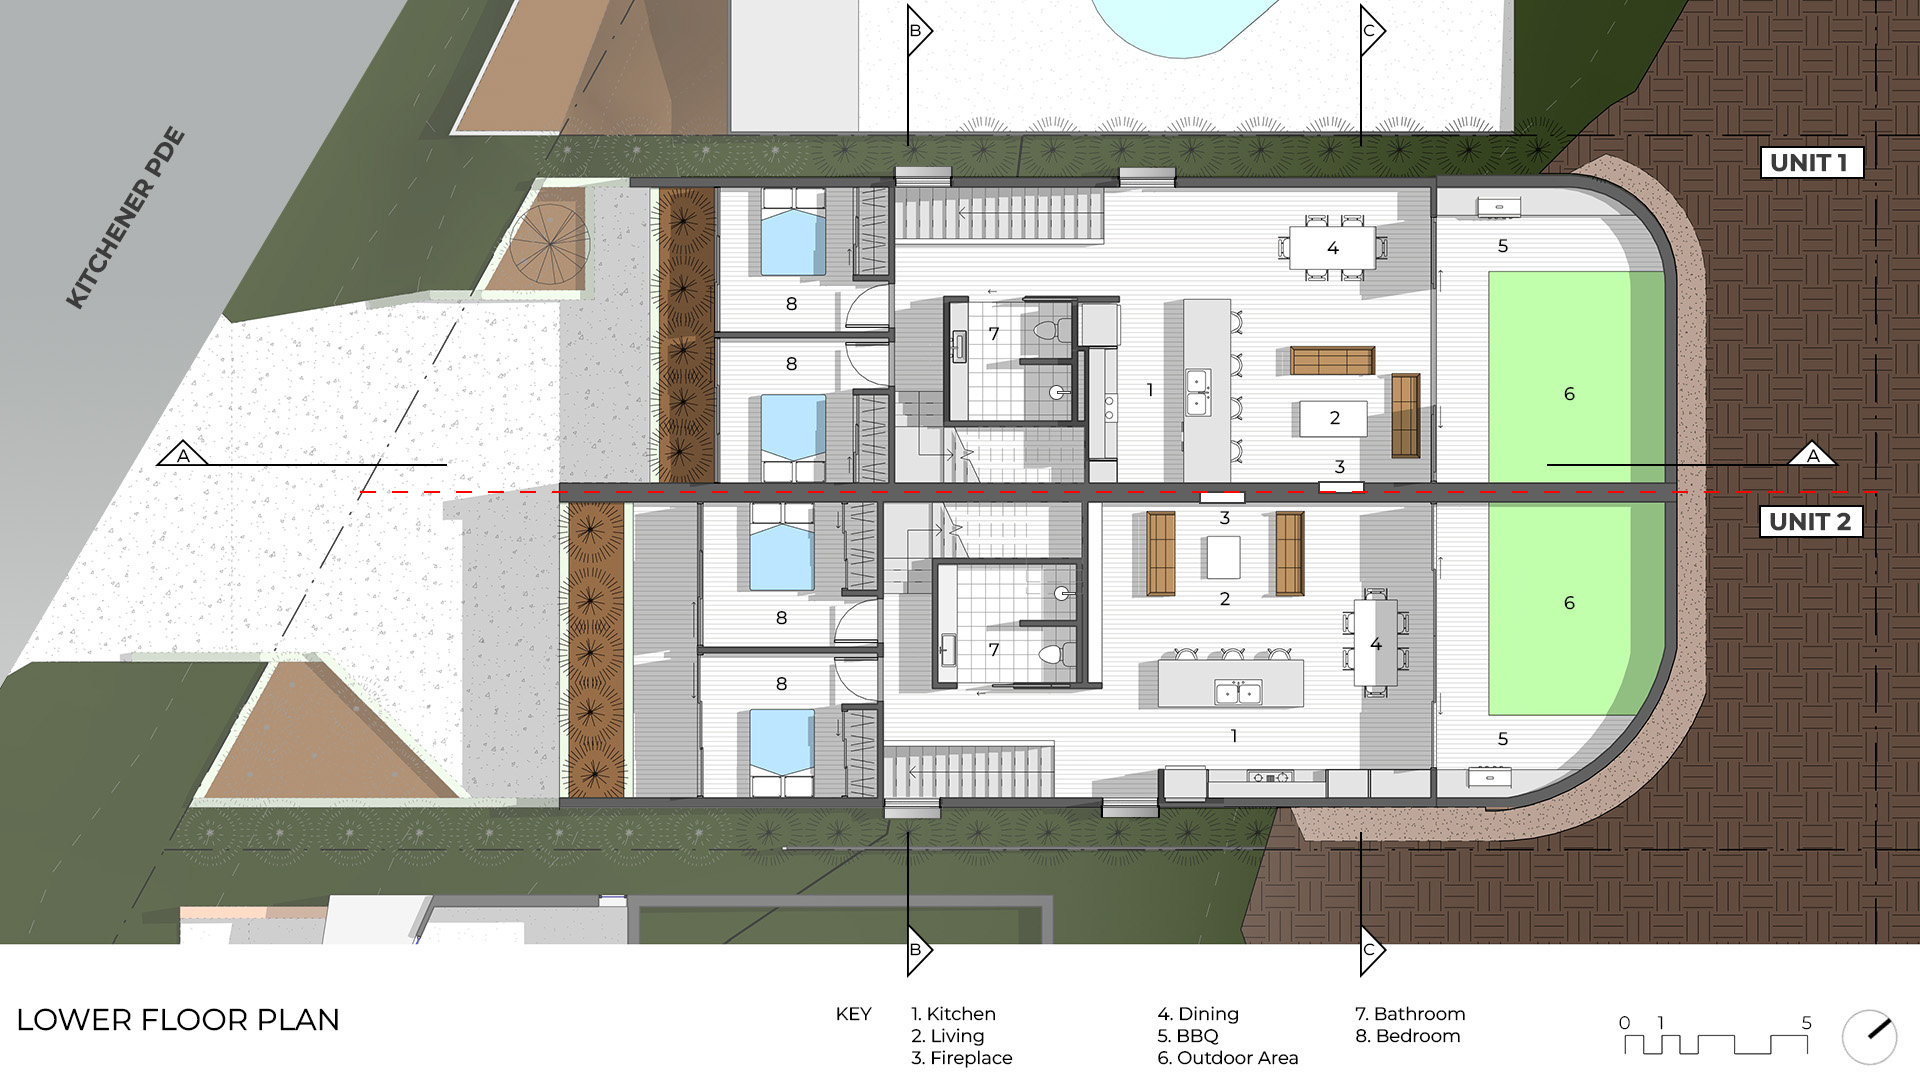 B
C
KITCHENER PDE
UNIT 1
4
5
8
7
8
1
6
2
A
A
3
UNIT 2
3
2
6
8
4
7
8
1
5
B
C
LOWER FLOOR PLAN
KEY
1. Kitchen
2. Living
3. Fireplace
4. Dining
5. BBQ
6. Outdoor Area
7. Bathroom
8. Bedroom
0 1 5